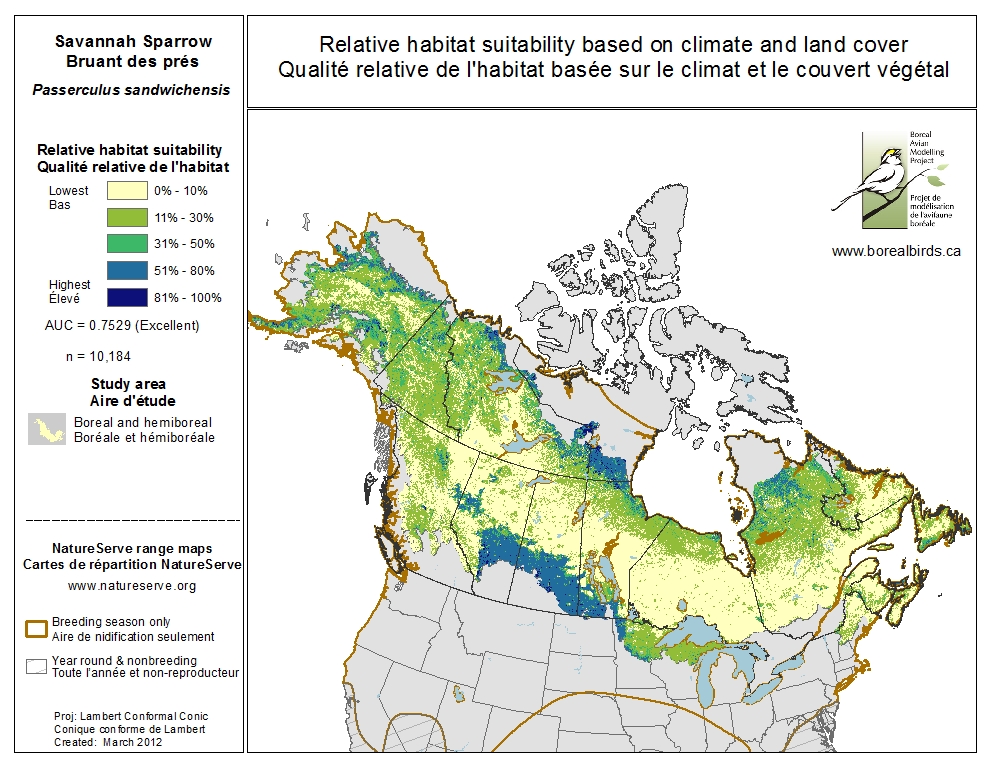 Savannah Sparrow
Bruant des prés
Passerculus sandwichensis
Relative habitat suitability based on climate and land cover
Qualité relative de l'habitat basée sur le climat et le couvert végétal
Relative habitat suitability
Qualité relative de l'habitat
Lowest
Bas
0% - 10%
11% - 30%
31% - 50%
51% - 80%
Highest
Élevé
81% - 100%
AUC = 0.7529 (Excellent)
n = 10,184
Study area
Aire d'étude
Boreal and hemiboreal
Boréale et hémiboréale
NatureServe range maps
Cartes de répartition NatureServe
www.natureserve.org
Breeding season only
Aire de nidification seulement
Year round & nonbreeding
Toute l'année et non-reproducteur
Proj: Lambert Conformal Conic
Conique conforme de Lambert
Created: March 2012
Boreal
Avian
Modelling
Project
Projet de
modélisation
de l'avifaune
boréale
www.borealbirds.ca